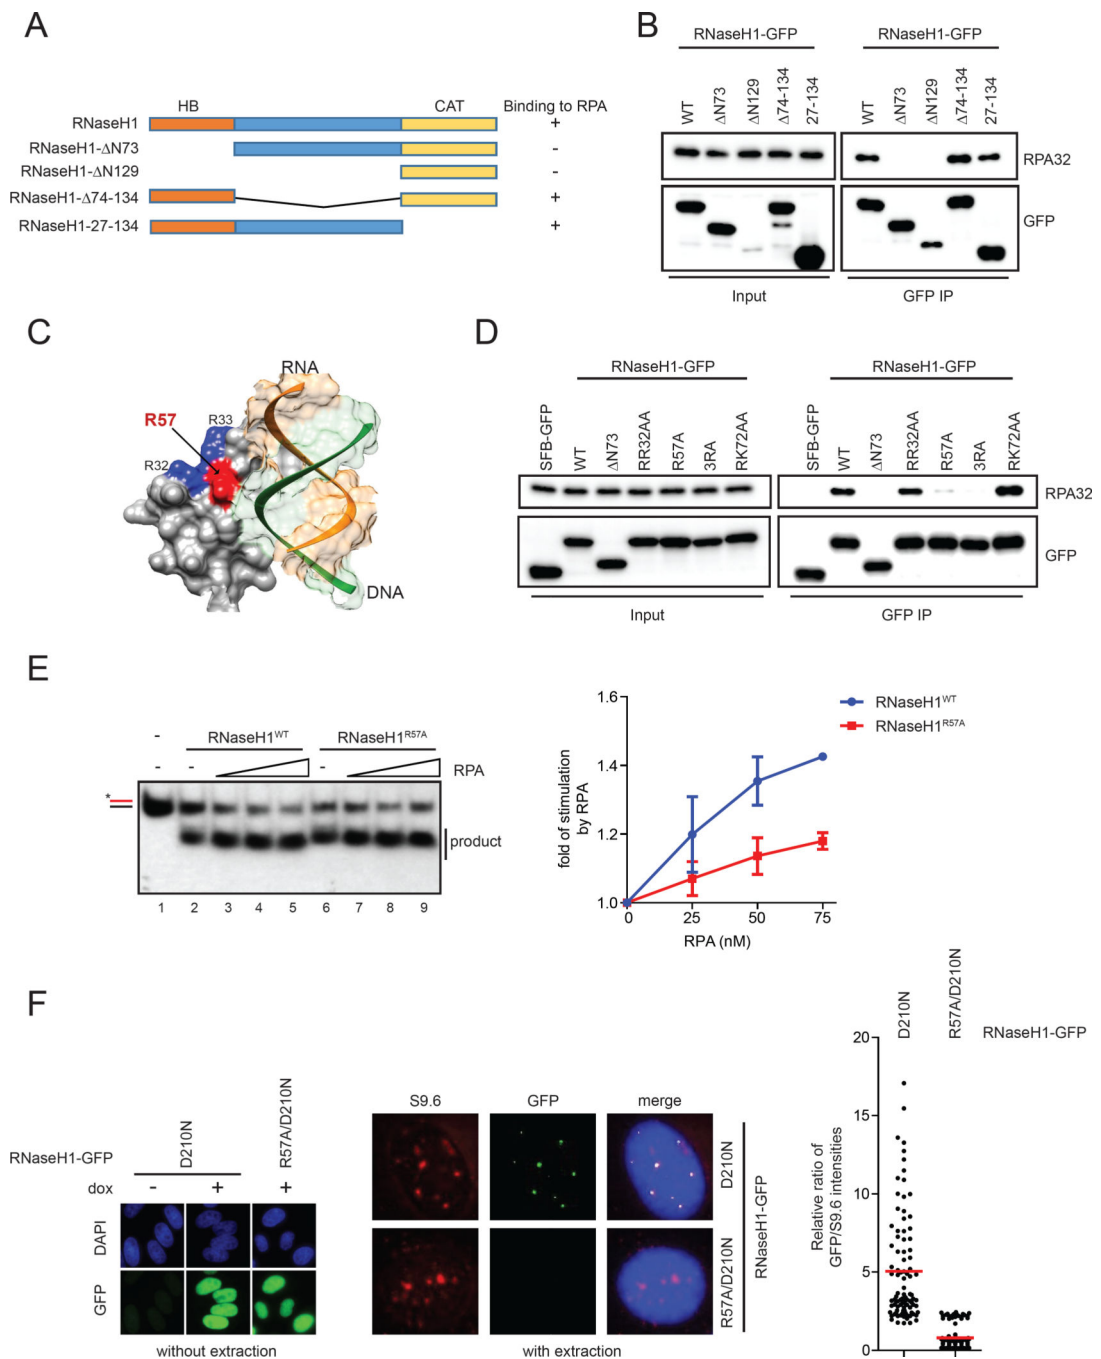 A
HB CAT Binding to RPA
RNaseH1 +
RNaseH1-ΔN73 -
RNaseH1-ΔN129 -
RNaseH1-Δ74-134 +
RNaseH1-27-134 +
B
RNaseH1-GFP RNaseH1-GFP
WT ΔN73 ΔN129 Δ74-134 27-134 WT ΔN73 ΔN129 Δ74-134 27-134
RPA32
GFP
Input GFP IP
C
RNA
R57 R33
R32
DNA
D
RNaseH1-GFP RNaseH1-GFP
SFB-GFP WT ΔN73 RR32AA R57A 3RA RK72AA SFB-GFP WT ΔN73 RR32AA R57A 3RA RK72AA
RPA32
GFP
Input GFP IP
E
- RNaseH1WT RNaseH1R57A
- - - RPA
*
product
1 2 3 4 5 6 7 8 9
1.6
1.4
1.2
1.0
fold of stimulation
by RPA
0 25 50 75
RPA (nM)
RNaseH1WT
RNaseH1R57A
F
RNaseH1-GFP D210N R57A/D210N
dox - + +
DAPI
GFP
without extraction
S9.6 GFP merge
D210N
R57A/D210N
RNaseH1-GFP
with extraction
D210N R57A/D210N RNaseH1-GFP
20
15
10
5
0
Relative ratio of
GFP/S9.6 intensities